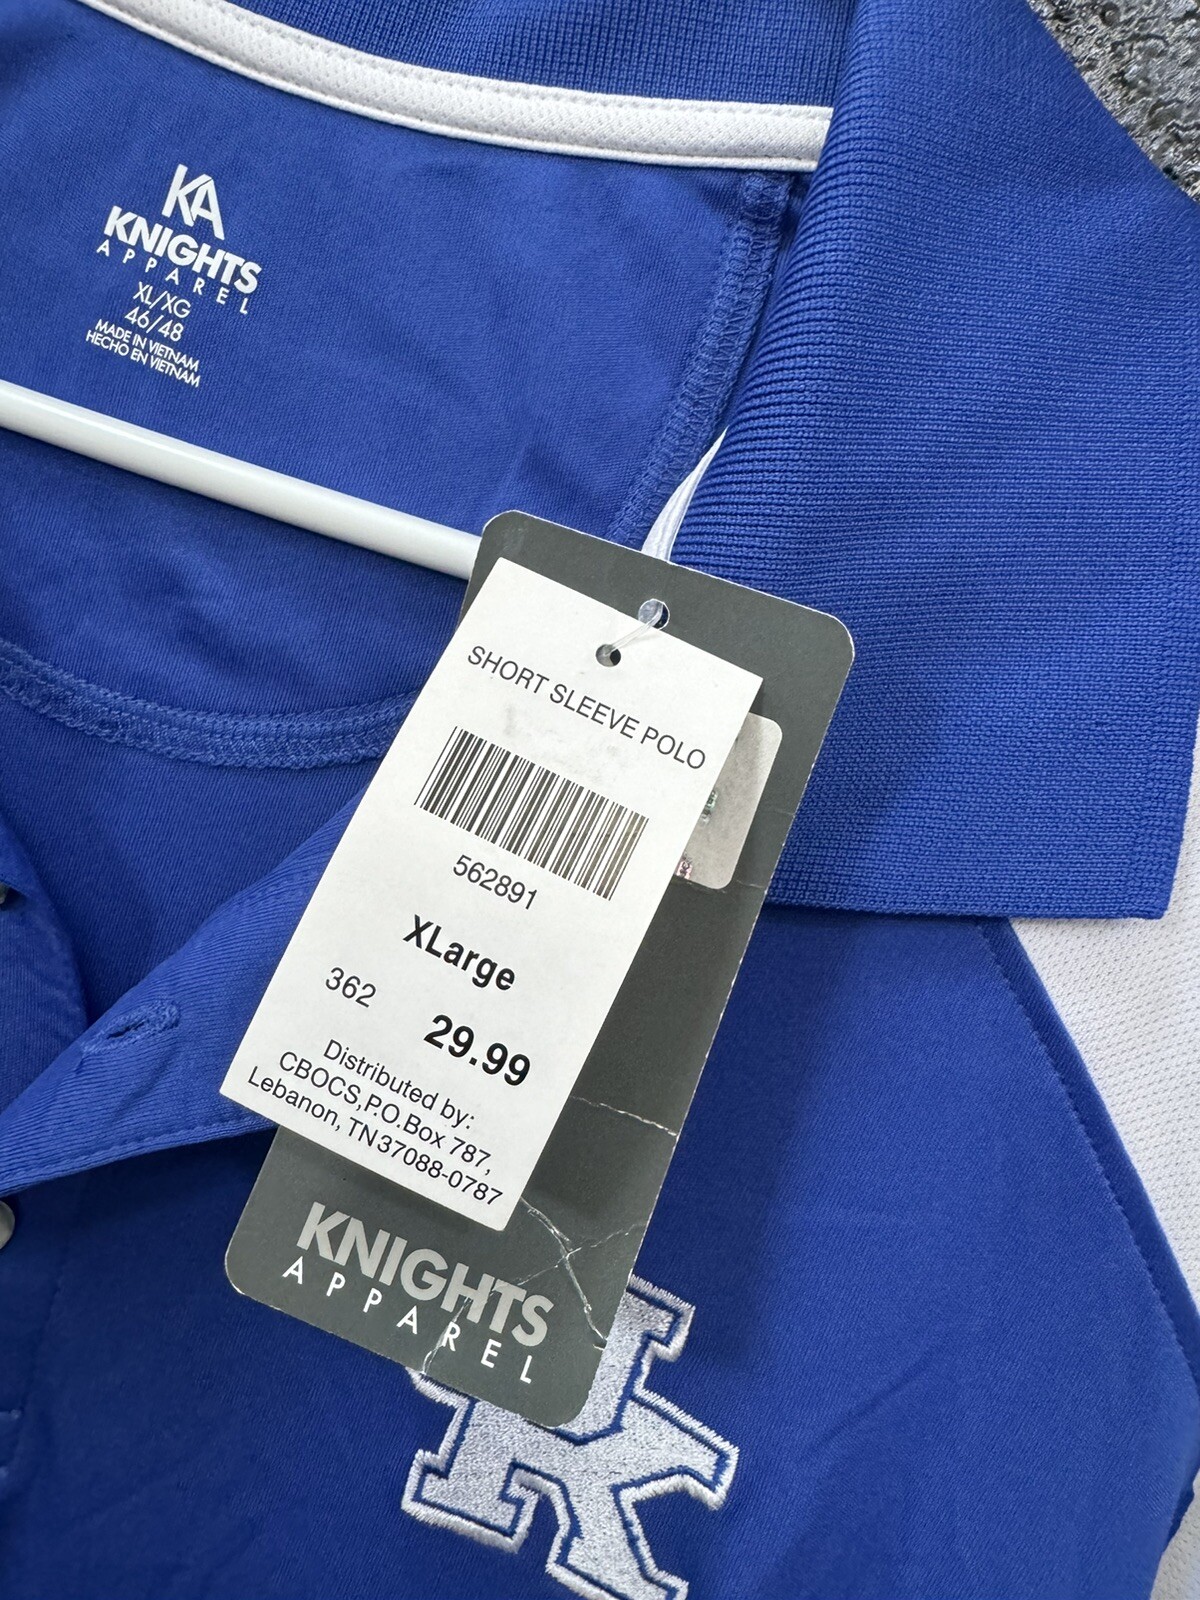 KA
KNIGHTS
APPAREL
XL/XG
46/48
MADE IN VIETNAM
HECHO EN VIETNAM
SHORT SLEEVE POLO
562891
XLarge
362 29.99
Distributed by:
CBOCS,P.O.Box 787,
Lebanon, TN37088-0787
KNIGHTS
APPAREL
UK